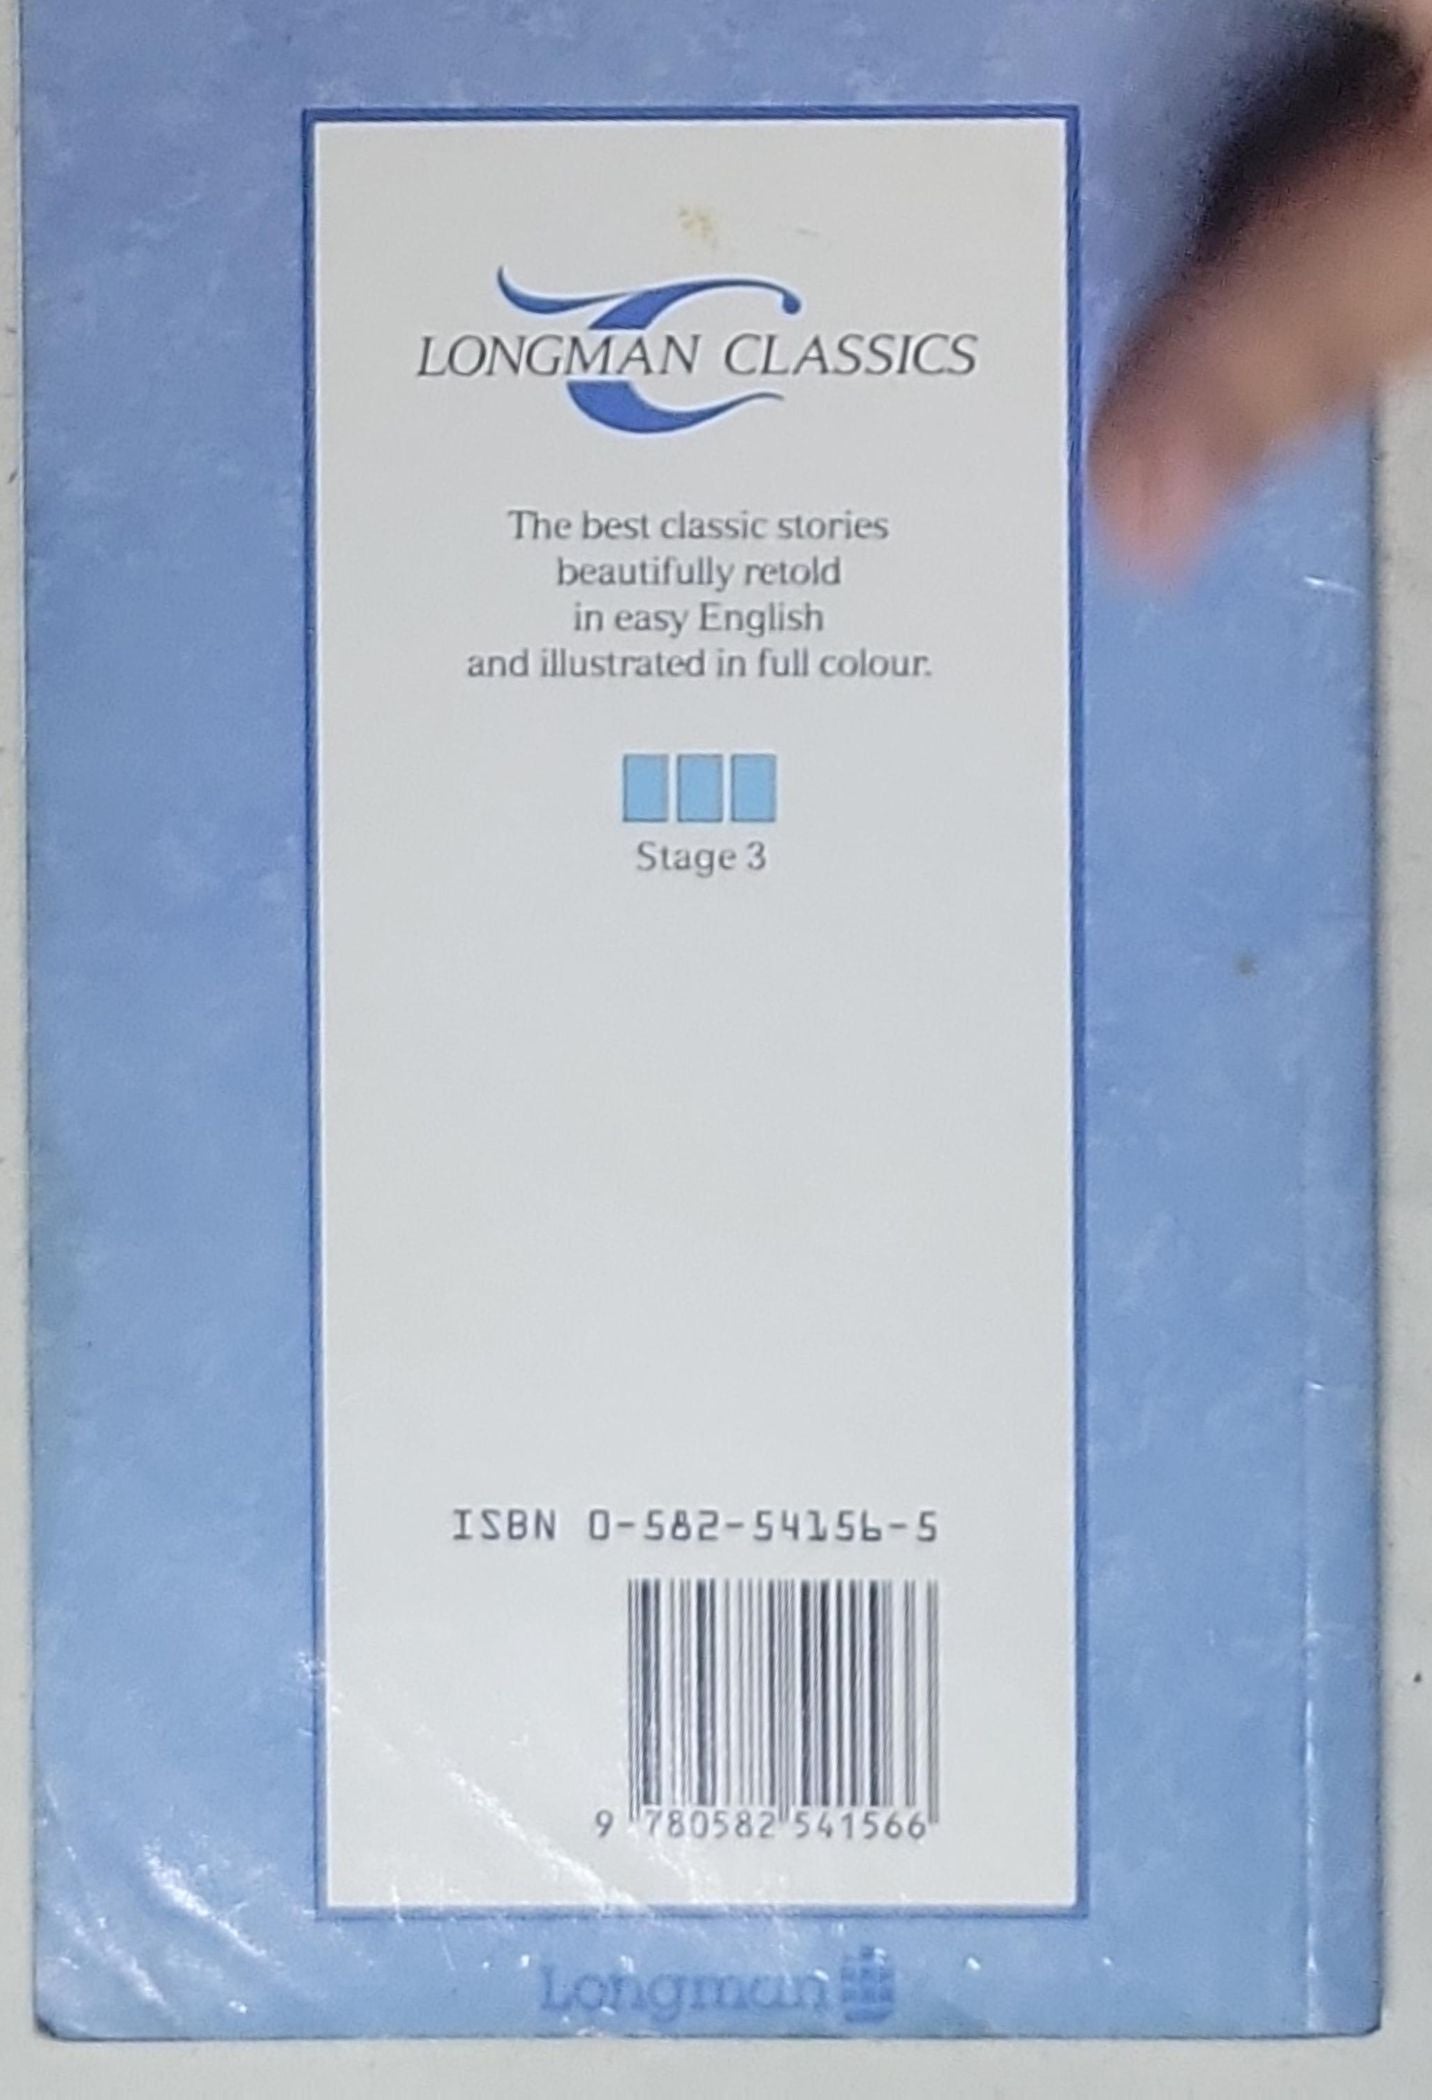 LONGMAN CLASSICS
The best classic stories
beautifully retold
in easy English
and illustrated in full colour.
Stage 3
ISBN 0-582-54156-5
9 780582 541566
Longman